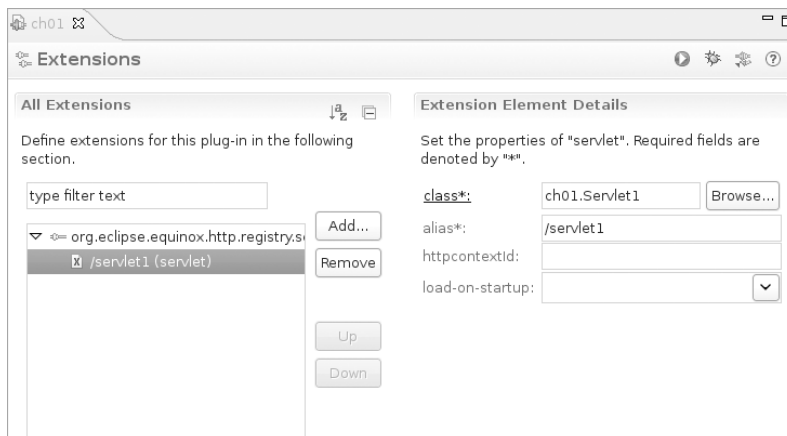 ch01
Extensions
All Extensions
Define extensions for this plug-in in the following
section.
type filter text
org.eclipse.equinox.http.registry.s
/servlet1 (servlet)
Add...
Remove
Up
Down
Extension Element Details
Set the properties of "servlet". Required fields are
denoted by "*".
class*:
ch01.Servlet1
Browse...
alias*:
/servlet1
httpcontextId:
load-on-startup: